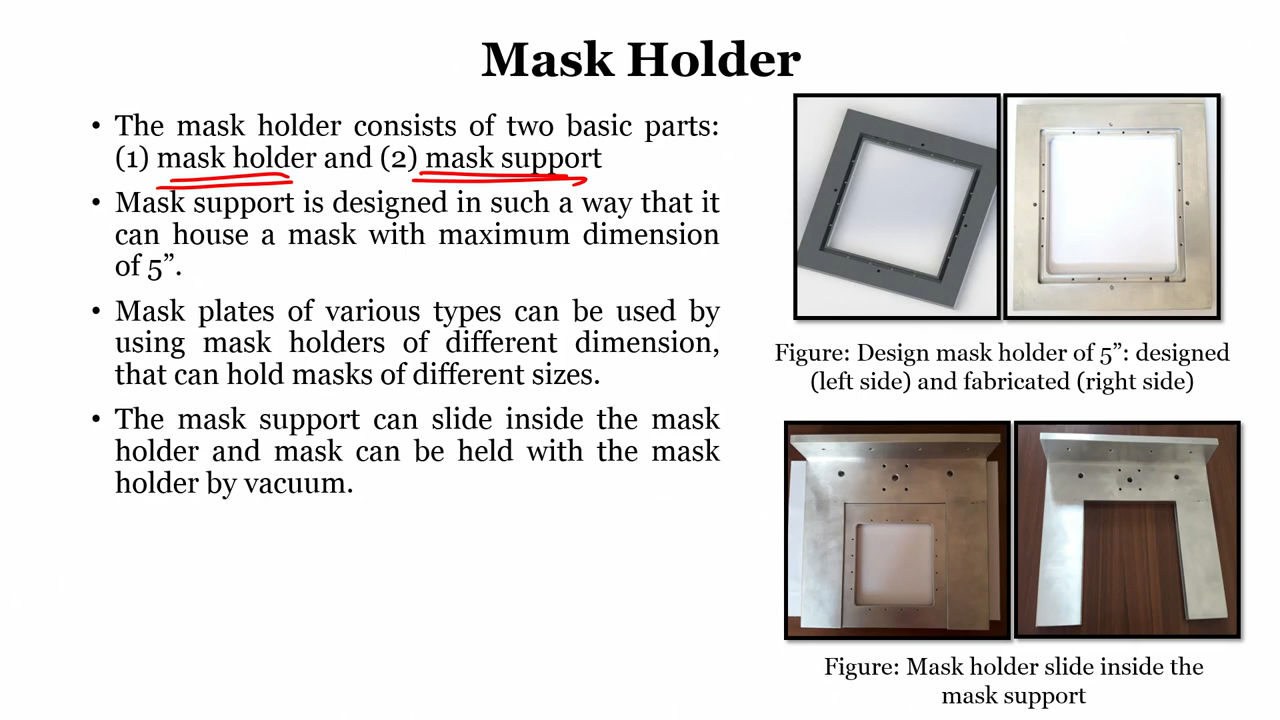 Mask Holder
• The mask holder consists of two basic parts:
(1) mask holder and (2) mask support
• Mask support is designed in such a way that it
can house a mask with maximum dimension
of 5”.
• Mask plates of various types can be used by
using mask holders of different dimension,
that can hold masks of different sizes.
• The mask support can slide inside the mask
holder and mask can be held with the mask
holder by vacuum.
Figure: Design mask holder of 5”: designed
(left side) and fabricated (right side)
Figure: Mask holder slide inside the
mask support